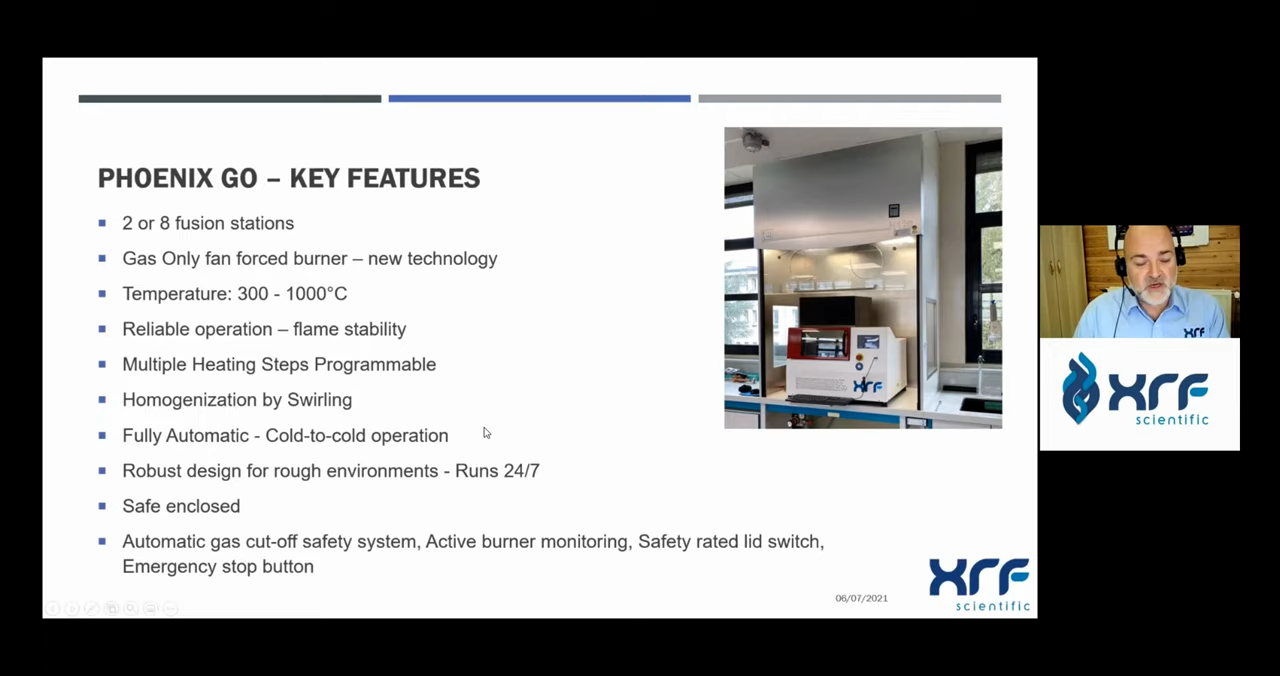 PHOENIX GO – KEY FEATURES
2 or 8 fusion stations
Gas Only fan forced burner – new technology
Temperature: 300 - 1000°C
Reliable operation – flame stability
Multiple Heating Steps Programmable
Homogenization by Swirling
Fully Automatic - Cold-to-cold operation
Robust design for rough environments - Runs 24/7
Safe enclosed
Automatic gas cut-off safety system, Active burner monitoring, Safety rated lid switch,
Emergency stop button
06/07/2021
xrf
scientific
xrf
xrf
xrf
scientific